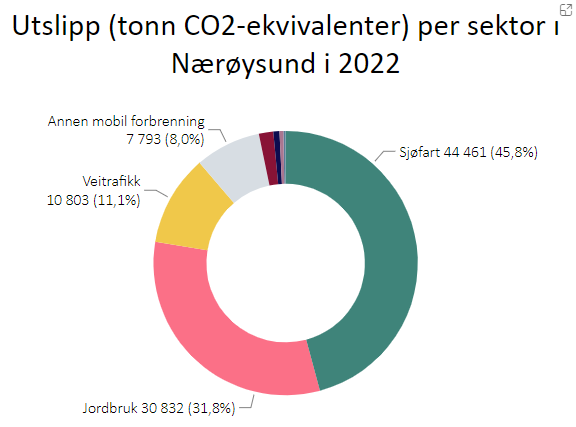 Utslipp (tonn CO2-ekvivalenter) per sektor i
Nærøysund i 2022
Annen mobil forbrenning
7 793 (8,0%)
Sjøfart 44 461 (45,8%)
Veitrafikk
10 803 (11,1%)
Jordbruk 30 832 (31,8%)